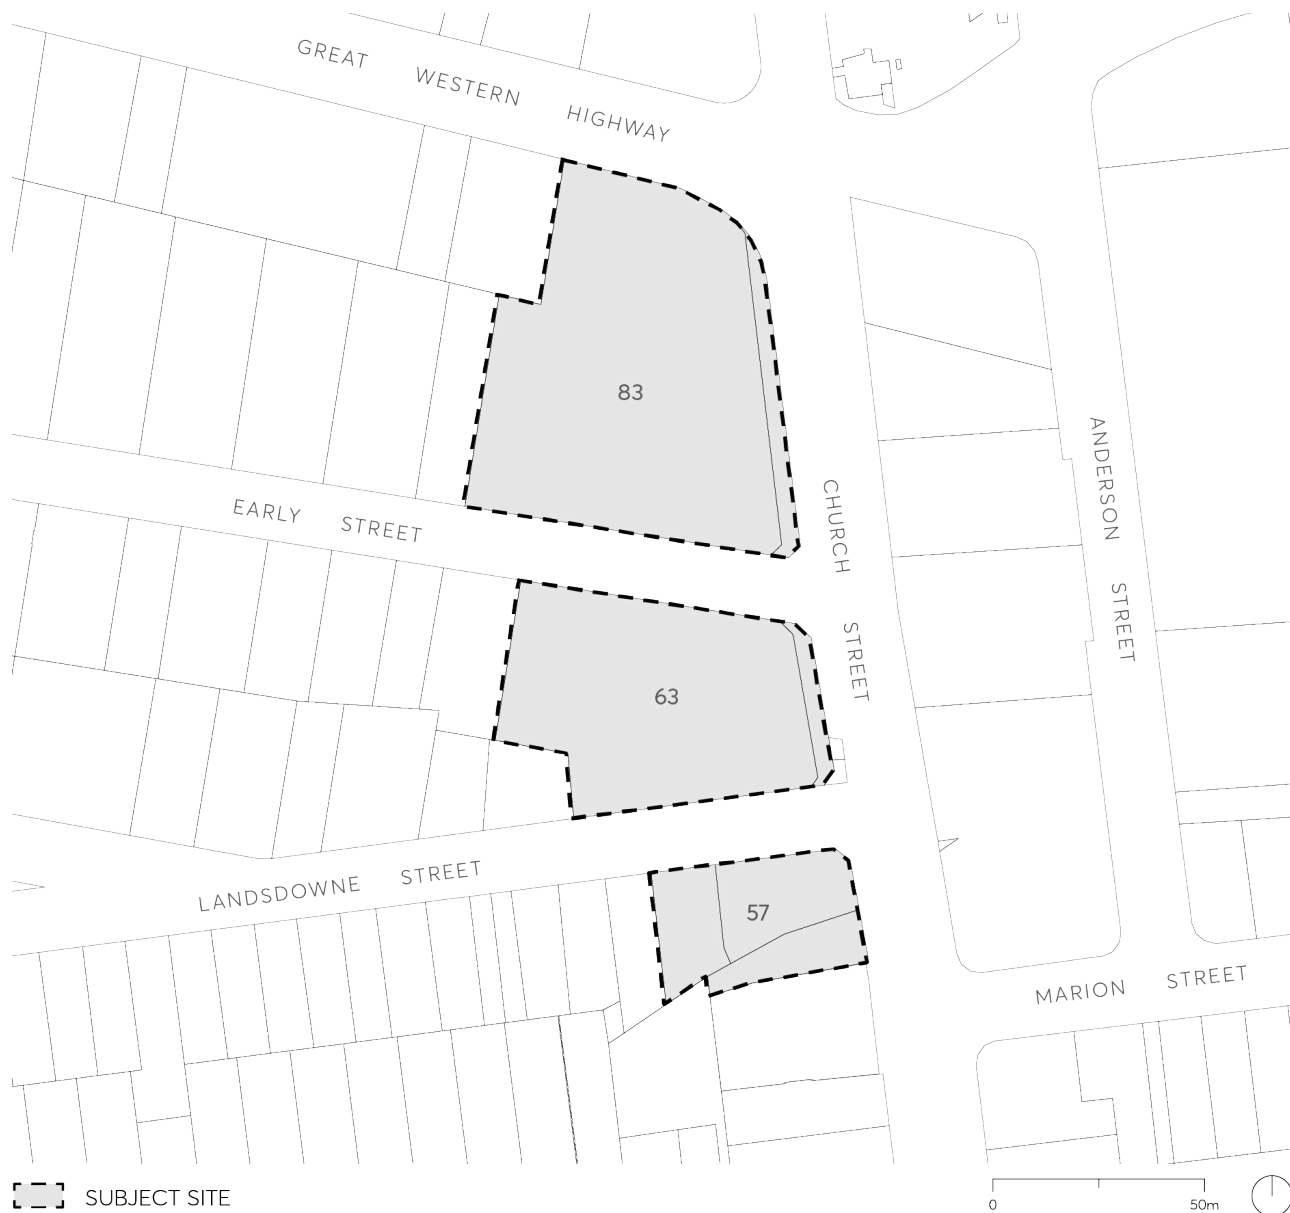 GREAT WESTERN HIGHWAY
83
EARLY STREET
CHURCH STREET
ANDERSON STREET
63
LANDSDOWNE STREET
57
MARION STREET
SUBJECT SITE
0 50m